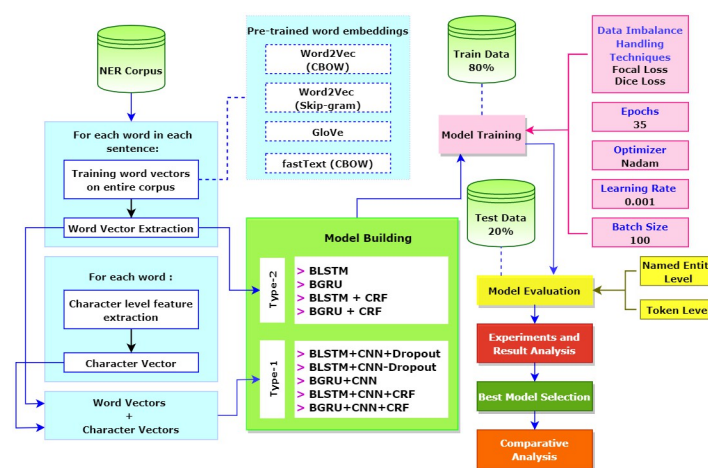 NER Corpus
For each word in each
sentence:
Training word vectors
on entire corpus
Word Vector Extraction
For each word :
Character level feature
extraction
Character Vector
Word Vectors
+
Character Vectors
Pre-trained word embeddings
Word2Vec
(CBOW)
Word2Vec
(Skip-gram)
GloVe
fastText (CBOW)
Model Building
Type-2
> BLSTM
> BGRU
> BLSTM + CRF
> BGRU + CRF
Type-1
> BLSTM+CNN+Dropout
> BLSTM+CNN-Dropout
> BGRU+CNN
> BLSTM+CNN+CRF
> BGRU+CNN+CRF
Train Data
80%
Model Training
Test Data
20%
Data Imbalance
Handling
Techniques
Focal Loss
Dice Loss
Epochs
35
Optimizer
Nadam
Learning Rate
0.001
Batch Size
100
Model Evaluation
Named Entity
Level
Token Level
Experiments and
Result Analysis
Best Model Selection
Comparative
Analysis